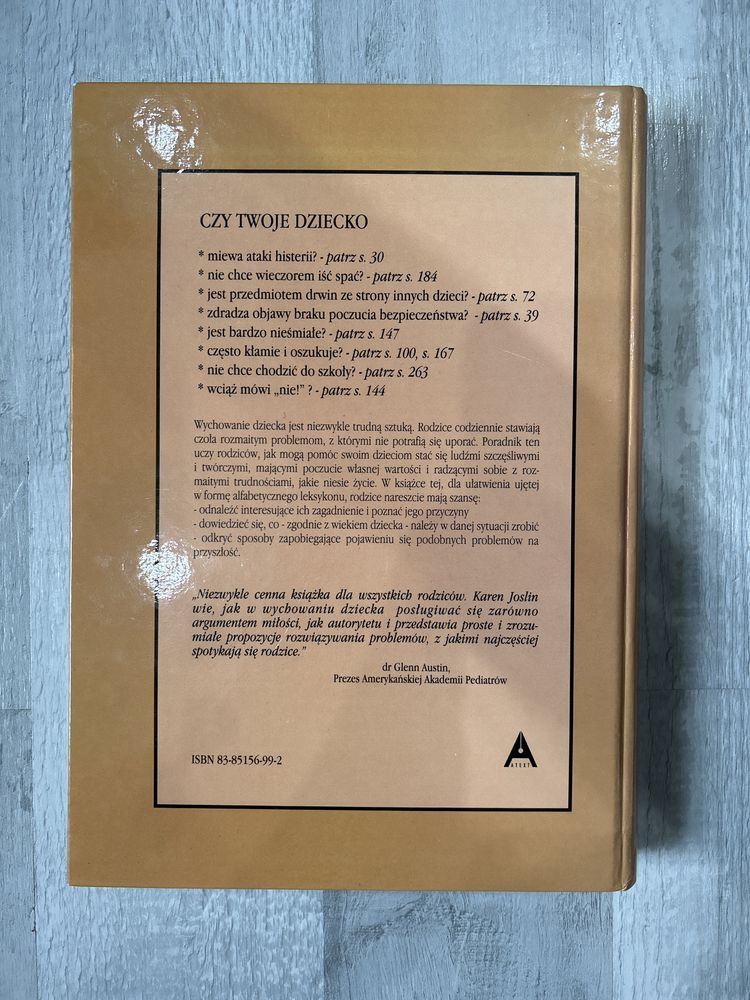 CZY TWOJE DZIECKO
* miewa ataki histerii? - patrz s. 30
* nie chce wieczorem iść spać? - patrz s. 184
* jest przedmiotem drwin ze strony innych dzieci? - patrz s. 72
* zdradza objawy braku poczucia bezpieczeństwa? - patrz s. 39
* jest bardzo nieśmiałe? - patrz s. 147
* często kłamie i oszukuje? - patrz s. 100, s. 167
* nie chce chodzić do szkoły? - patrz s. 263
* wciąż mówi „nie!" ? - patrz s. 144
Wychowanie dziecka jest niezwykle trudną sztuką. Rodzice codziennie stawiają
czoła rozmaitym problemom, z którymi nie potrafią się uporać. Poradnik ten
uczy rodziców, jak mogą pomóc swoim dzieciom stać się ludźmi szczęśliwymi
i twórczymi, mającymi poczucie własnej wartości i radzącymi sobie z roz-
maitymi trudnościami, jakie niesie życie. W książce tej, dla ułatwienia ujętej
w formę alfabetycznego leksykonu, rodzice nareszcie mają szansę:
- odnaleźć interesujące ich zagadnienie i poznać jego przyczyny
- dowiedzieć się, co - zgodnie z wiekiem dziecka - należy w danej sytuacji zrobić
- odkryć sposoby zapobiegające pojawieniu się podobnych problemów na
przyszłość.
„Niezwykle cenna książka dla wszystkich rodziców. Karen Joslin
wie, jak w wychowaniu dziecka posługiwać się zarówno
argumentem miłości, jak autorytetu i przedstawia proste i zrozu-
miałe propozycje rozwiązywania problemów, z jakimi najczęściej
spotykają się rodzice."
dr Glenn Austin,
Prezes Amerykańskiej Akademii Pediatrów
ISBN 83-85156-99-2
ATEXT